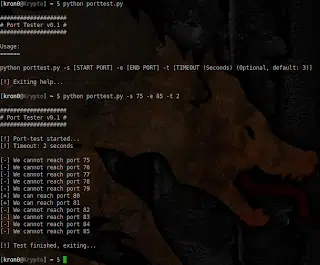 [kron0@Krypto] ~ $ python porttest.py
####################
# Port Tester v0.1 #
####################
Usage:
======
python porttest.py -s [START PORT] -e [END PORT] -t [TIMEOUT (Seconds) (Optional, default: 3)]
[!] Exiting help...
[kron0@Krypto] ~ $ python porttest.py -s 75 -e 85 -t 2
####################
# Port Tester v0.1 #
####################
[!] Port-test started...
[!] Timeout: 2 seconds
[-] We cannot reach port 75
[-] We cannot reach port 76
[-] We cannot reach port 77
[-] We cannot reach port 78
[-] We cannot reach port 79
[+] We can reach port 80
[+] We can reach port 81
[-] We cannot reach port 82
[-] We cannot reach port 83
[-] We cannot reach port 84
[-] We cannot reach port 85
[!] Test finished, exiting...
[kron0@Krypto] ~ $